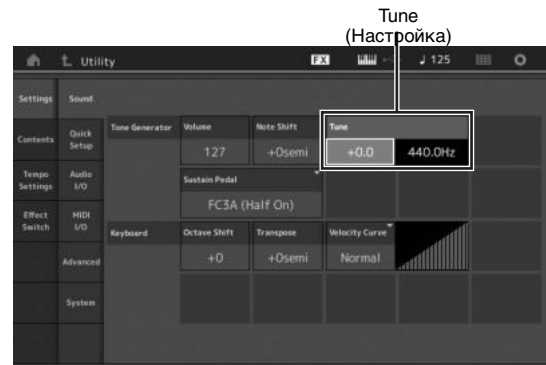 Tune
(Настройка)
Utility
FX
125
Settings
Sound
Contents
Quick
Setup
Tempo
Settings
Audio
I/O
Effect
Switch
MIDI
I/O
Advanced
System
Tone Generator
Volume
Note Shift
Tune
127
+0semi
+0.0
440.0Hz
Sustain Pedal
FC3A (Half On)
Keyboard
Octave Shift
Transpose
Velocity Curve
+0
+0semi
Normal